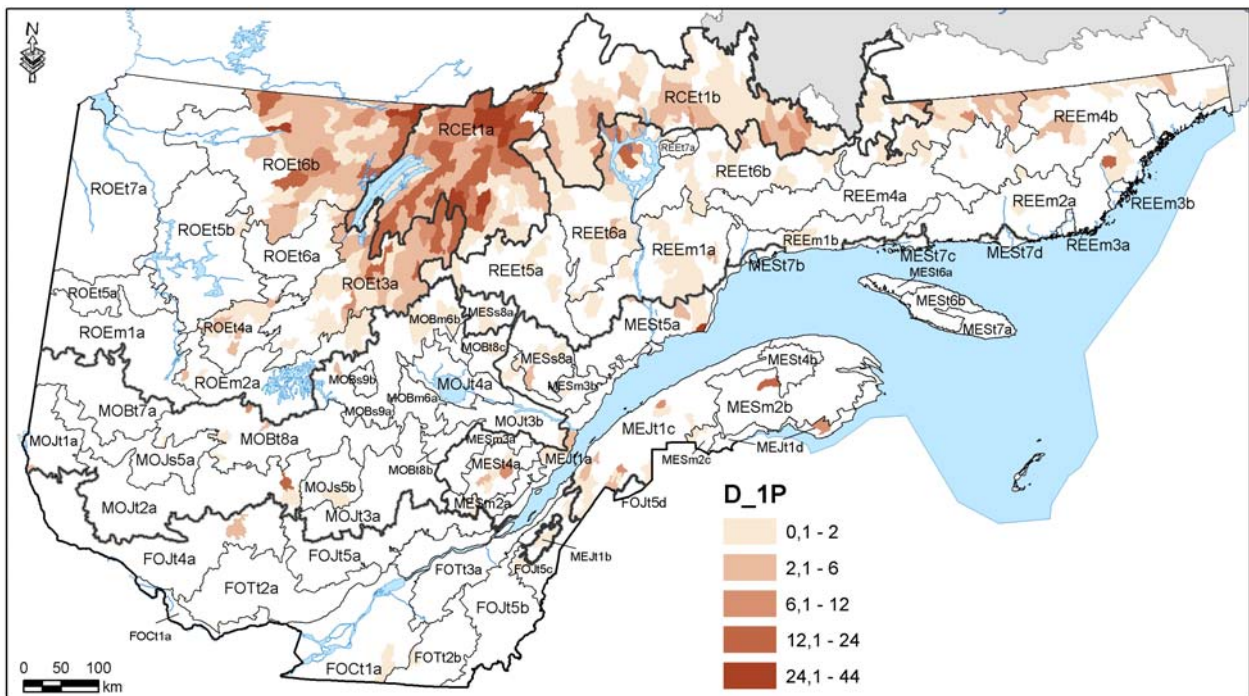 N
RCEt1b
RCEt1a
REEm4b
REEt7a
ROEt6b
REEt6b
ROEt7a
REEm4a
REEm2a
REEm3b
ROEt5b
REEt6a
REEm1a
REEm1b
REEm3a
ROEt6a
MESt7b
MESt7c
MESt7d
REEt5a
MESt6a
ROEt3a
ROEt5a
MESt6b
MESs8a
MESt5a
MESt7a
ROEm1a
ROEt4a
MOBm6b
MOBt8c
MESs8a
MESt4b
ROEm2a
MOBs9b
MOJt4a
MESm3b
MOBm6a
MESm2b
MOBt7a
MOBs9a
MOJt3b
MEJt1c
MOJt1a
MOBt8a
MESm3a
MEJt1a
MEJt1d
MOJs5a
MESt4a
MESm2c
MOBt8b
MOJs5b
MESm2a
FOJt5d
MOJt2a
MOJt3a
D_1P
0,1 - 2
MEJt1b
FOJt4a
FOJt5a
FOTt3a
FOJt5c
2,1 - 6
FOTt2a
6,1 - 12
FOJt5b
FOCt1a
12,1 - 24
FOTt2b
FOCt1a
24,1 - 44
0 50 100
km